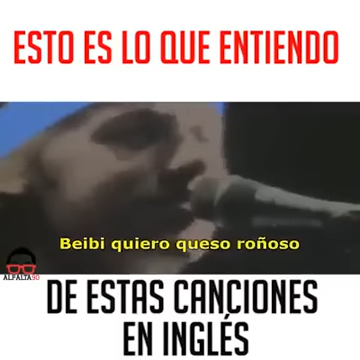 ESTO ES LO QUE ENTIENDO
Beibi quiero queso roñoso
ALFALTA90
DE ESTAS CANCIONES
EN INGLÉS